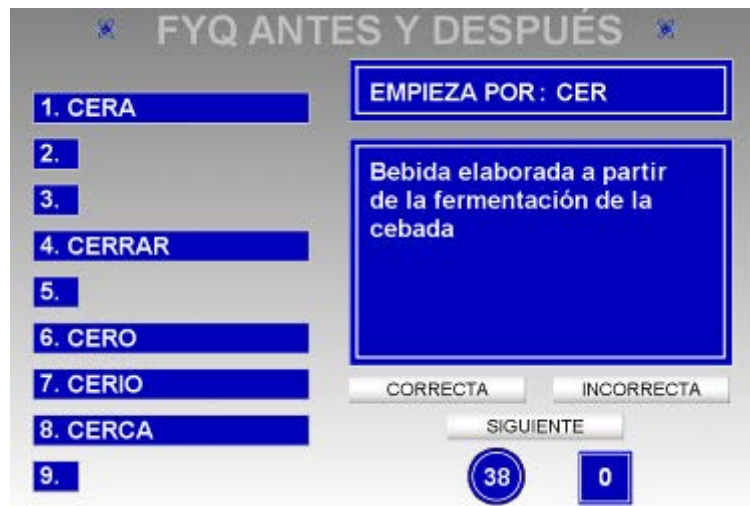 FYQ ANTES Y DESPUÉS
1. CERA
2.
3.
4. CERRAR
5.
6. CERO
7. CERIO
8. CERCA
9.
EMPIEZA POR: CER
Bebida elaborada a partir
de la fermentación de la
cebada
CORRECTA
INCORRECTA
SIGUIENTE
38
0